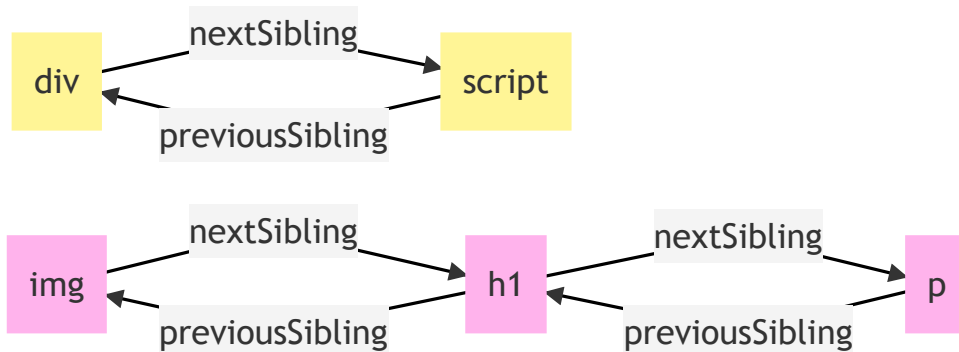 nextSibling
div
script
previousSibling
nextSibling
nextSibling
img
h1
p
previousSibling
previousSibling